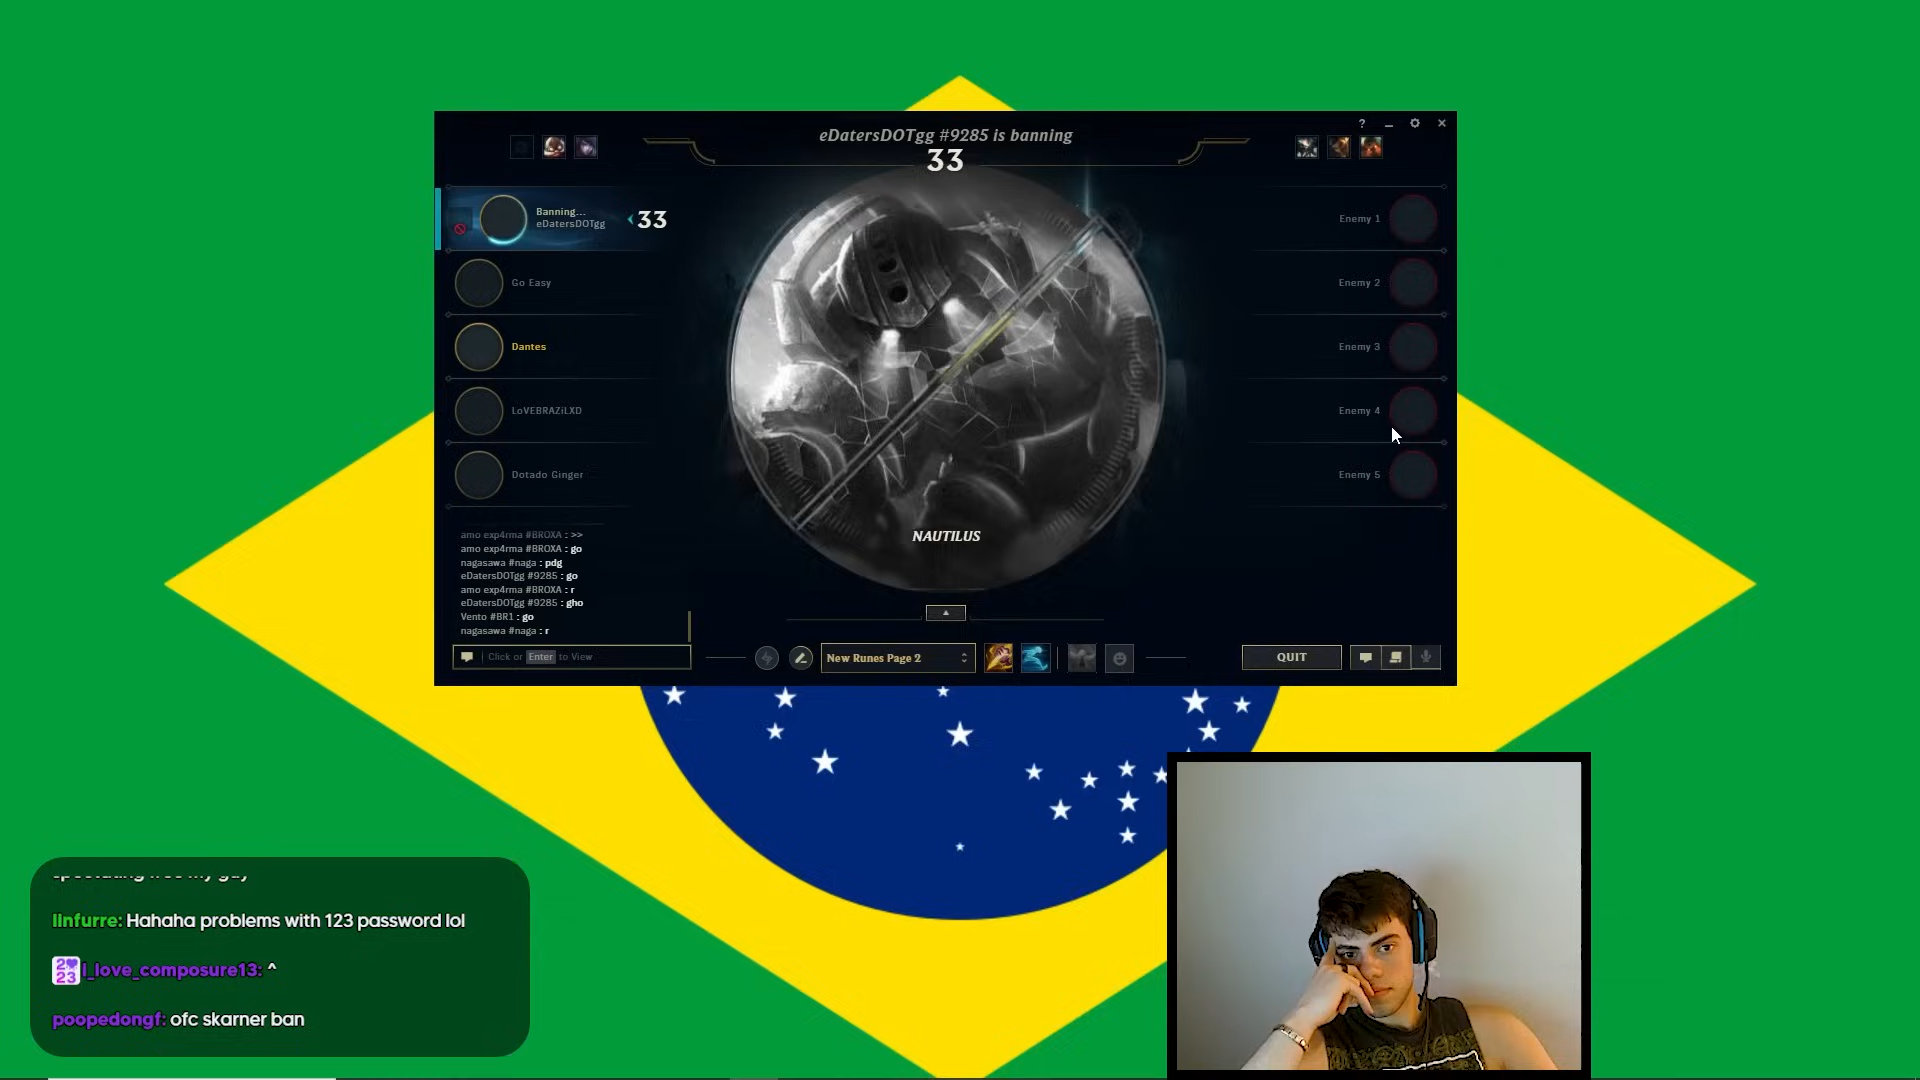 ?
eDatersDOTgg #9285 is banning
33
Banning...
eDatersDOTgg
33
Go Easy
Dantes
LoVEBRAZiLXD
Dotado Ginger
Enemy 1
Enemy 2
Enemy 3
Enemy 4
Enemy 5
NAUTILUS
amo exp4rma #BROXA : >>
amo exp4rma #BROXA : go
nagasawa #naga : pdg
eDatersDOTgg #9285 : go
amo exp4rma #BROXA : r
eDatersDOTgg #9285 : gho
Vento #BR1 : go
nagasawa #naga : r
Click or Enter to View
New Runes Page 2
QUIT
llnfurre: Hahaha problems with 123 password lol
2023 l_love_composure13: ^
poopedongf: ofc skarner ban